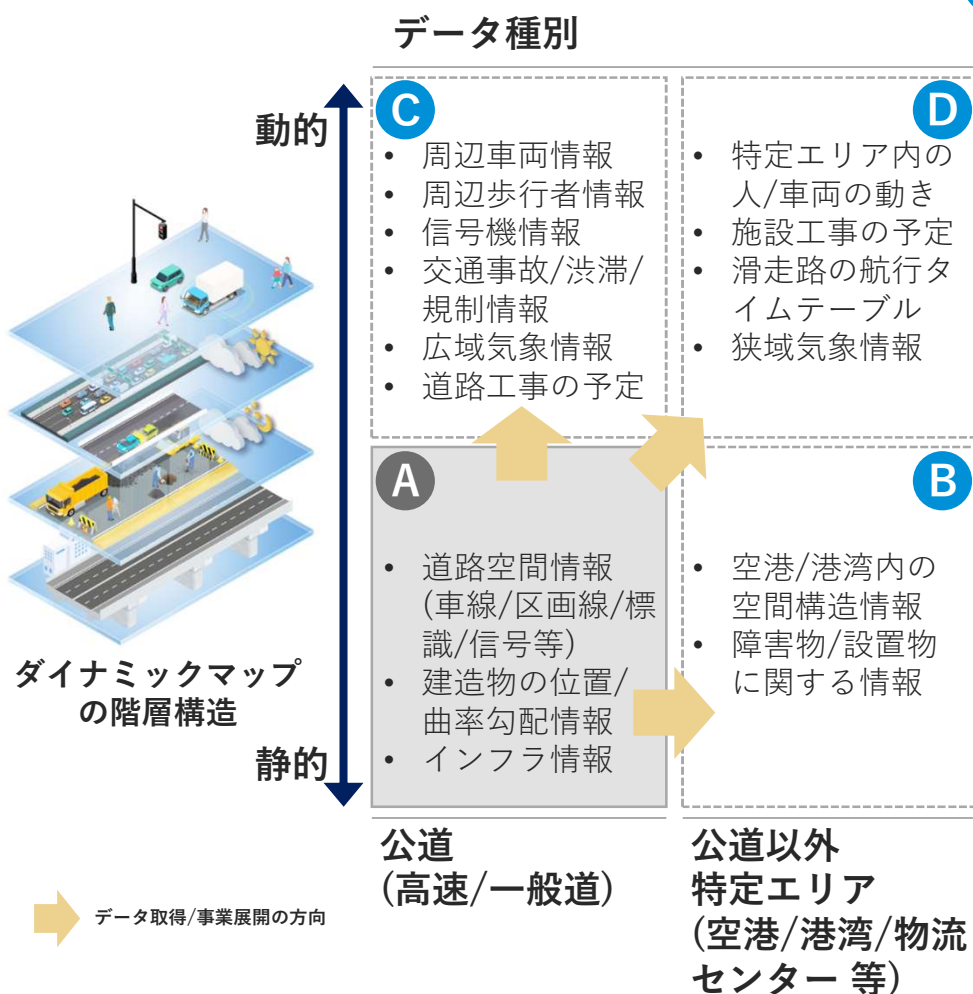 データ種別
動的
C
• 周辺車両情報
• 周辺歩行者情報
• 信号機情報
• 交通事故/渋滞/
規制情報
• 広域気象情報
• 道路工事の予定
D
• 特定エリア内の
人/車両の動き
• 施設工事の予定
• 滑走路の航行タ
イムテーブル
• 狭域気象情報
A
• 道路空間情報
(車線/区画線/標
識/信号等)
• 建造物の位置/
曲率勾配情報
• インフラ情報
B
• 空港/港湾内の
空間構造情報
• 障害物/設置物
に関する情報
ダイナミックマップ
の階層構造
静的
公道
(高速/一般道)
公道以外
特定エリア
(空港/港湾/物流
センター 等)
データ取得/事業展開の方向